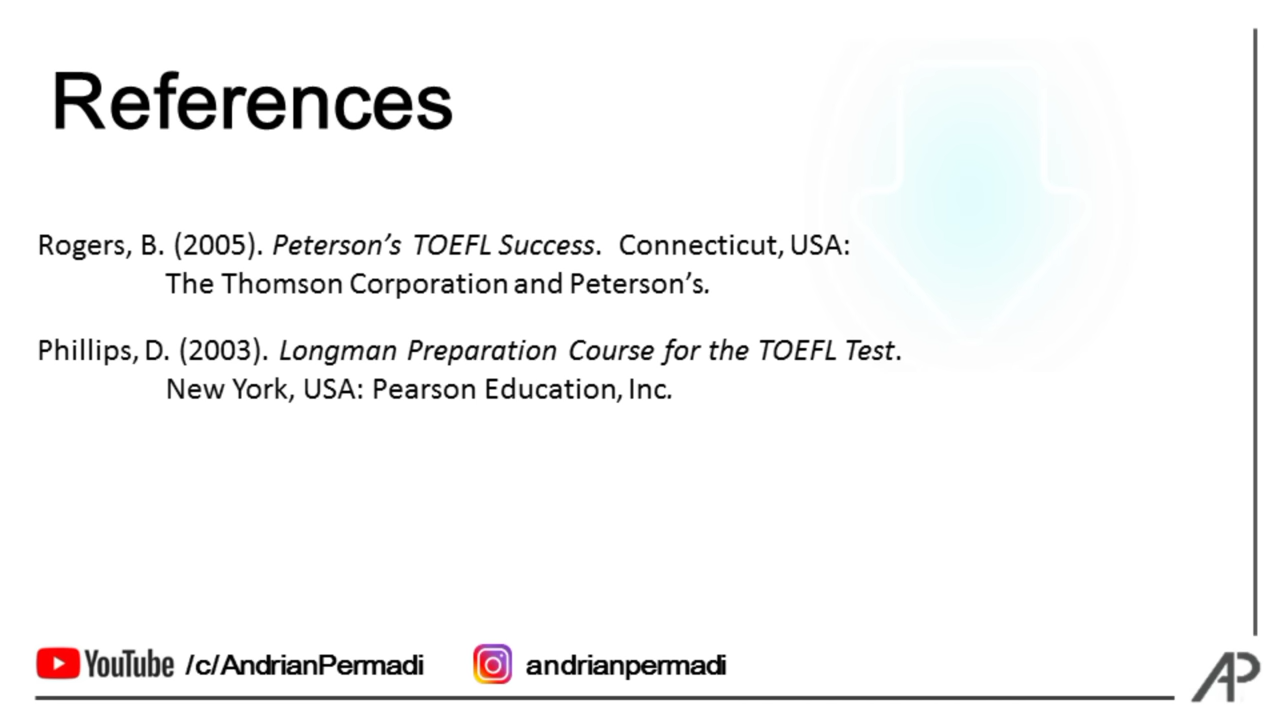 References
Rogers, B. (2005). Peterson’s TOEFL Success. Connecticut, USA:
The Thomson Corporation and Peterson’s.
Phillips, D. (2003). Longman Preparation Course for the TOEFL Test.
New York, USA: Pearson Education, Inc.
YouTube /c/AndrianPermadi andrianpermadi
AP